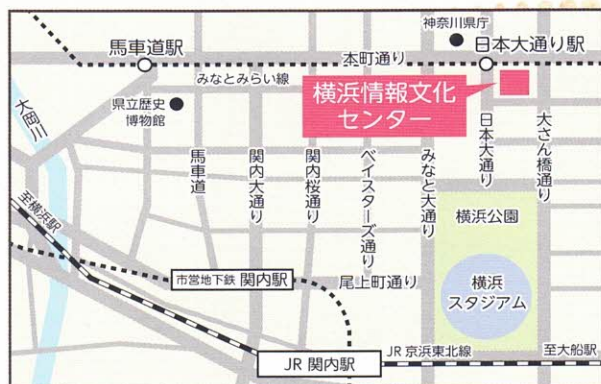 神奈川県庁
馬車道駅
日本大通り駅
本町通り
みなとみらい線
横浜情報文化
センター
大岡川
県立歴史
博物館
馬車道
関内大通り
関内桜通り
ベイスターズ通り
みなと大通り
日本大通り
大さん橋通り
至横浜駅
横浜公園
市営地下鉄 関内駅
尾上町通り
横浜
スタジアム
JR 関内駅
JR 京浜東北線
至大船駅